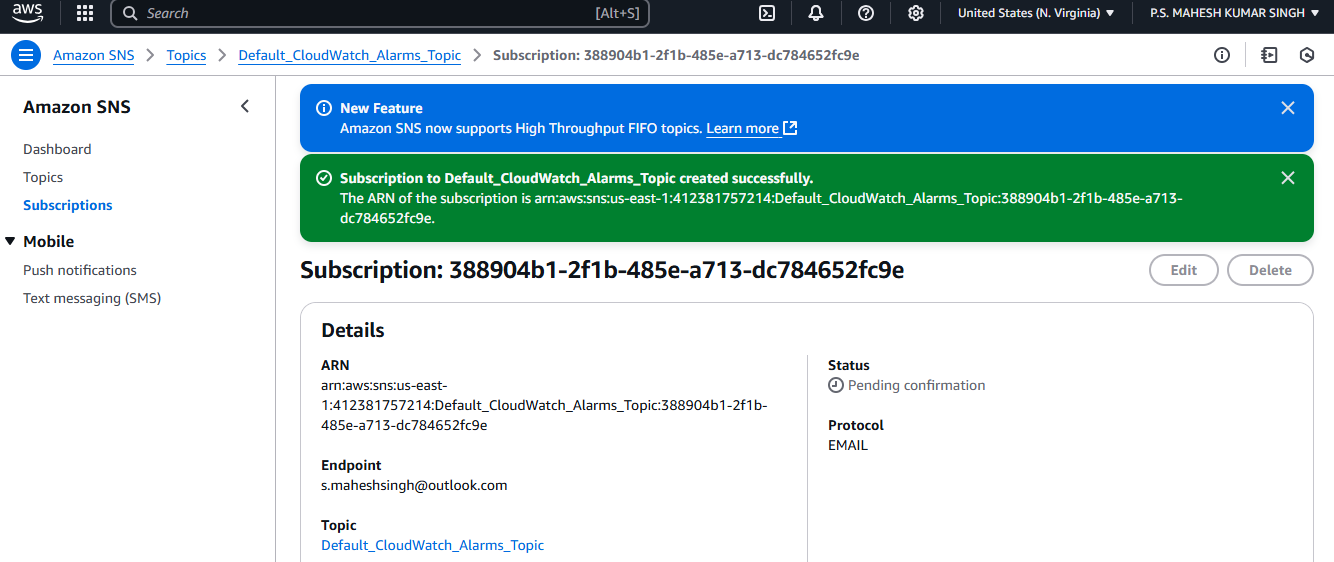 aws
Search
[Alt+S]
United States (N. Virginia)
P.S. MAHESH KUMAR SINGH
Amazon SNS
Topics
Default_CloudWatch_Alarms_Topic
Subscription: 388904b1-2f1b-485e-a713-dc784652fc9e
Amazon SNS
Dashboard
Topics
Subscriptions
Mobile
Push notifications
Text messaging (SMS)
New Feature
Amazon SNS now supports High Throughput FIFO topics. Learn more
Subscription to Default_CloudWatch_Alarms_Topic created successfully.
The ARN of the subscription is arn:aws:sns:us-east-1:412381757214:Default_CloudWatch_Alarms_Topic:388904b1-2f1b-485e-a713-
dc784652fc9e.
Subscription: 388904b1-2f1b-485e-a713-dc784652fc9e
Edit
Delete
Details
ARN
arn:aws:sns:us-east-
1:412381757214:Default_CloudWatch_Alarms_Topic:388904b1-2f1b-
485e-a713-dc784652fc9e
Endpoint
s.maheshsingh@outlook.com
Topic
Default_CloudWatch_Alarms_Topic
Status
Pending confirmation
Protocol
EMAIL